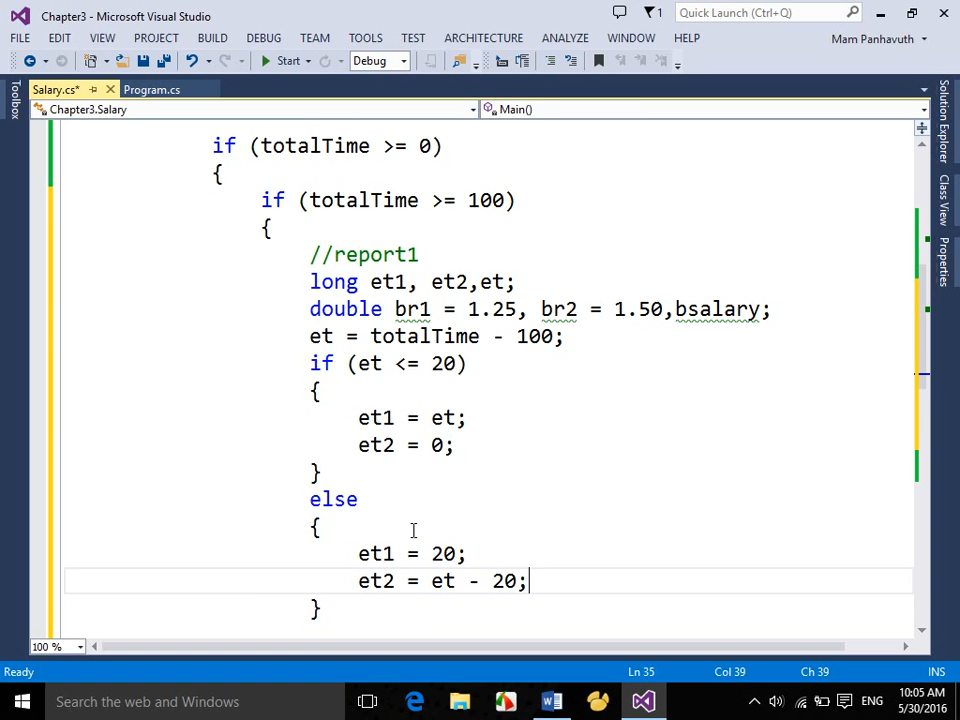 Chapter3 - Microsoft Visual Studio
1
Quick Launch (Ctrl+Q)
FILE EDIT VIEW PROJECT BUILD DEBUG TEAM TOOLS TEST ARCHITECTURE ANALYZE WINDOW HELP
Mam Panhavuth
Start
Debug
Salary.cs*
Program.cs
Chapter3.Salary
Main()
Toolbox
Solution Explorer
Class View
Properties
if (totalTime >= 0)
{
if (totalTime >= 100)
{
//report1
long et1, et2,et;
double br1 = 1.25, br2 = 1.50,bsalary;
et = totalTime - 100;
if (et <= 20)
{
et1 = et;
et2 = 0;
}
else
{
et1 = 20;
et2 = et - 20;
}
100 %
Ready
Ln 35
Col 39
Ch 39
INS
Search the web and Windows
ENG
10:05 AM
5/30/2016